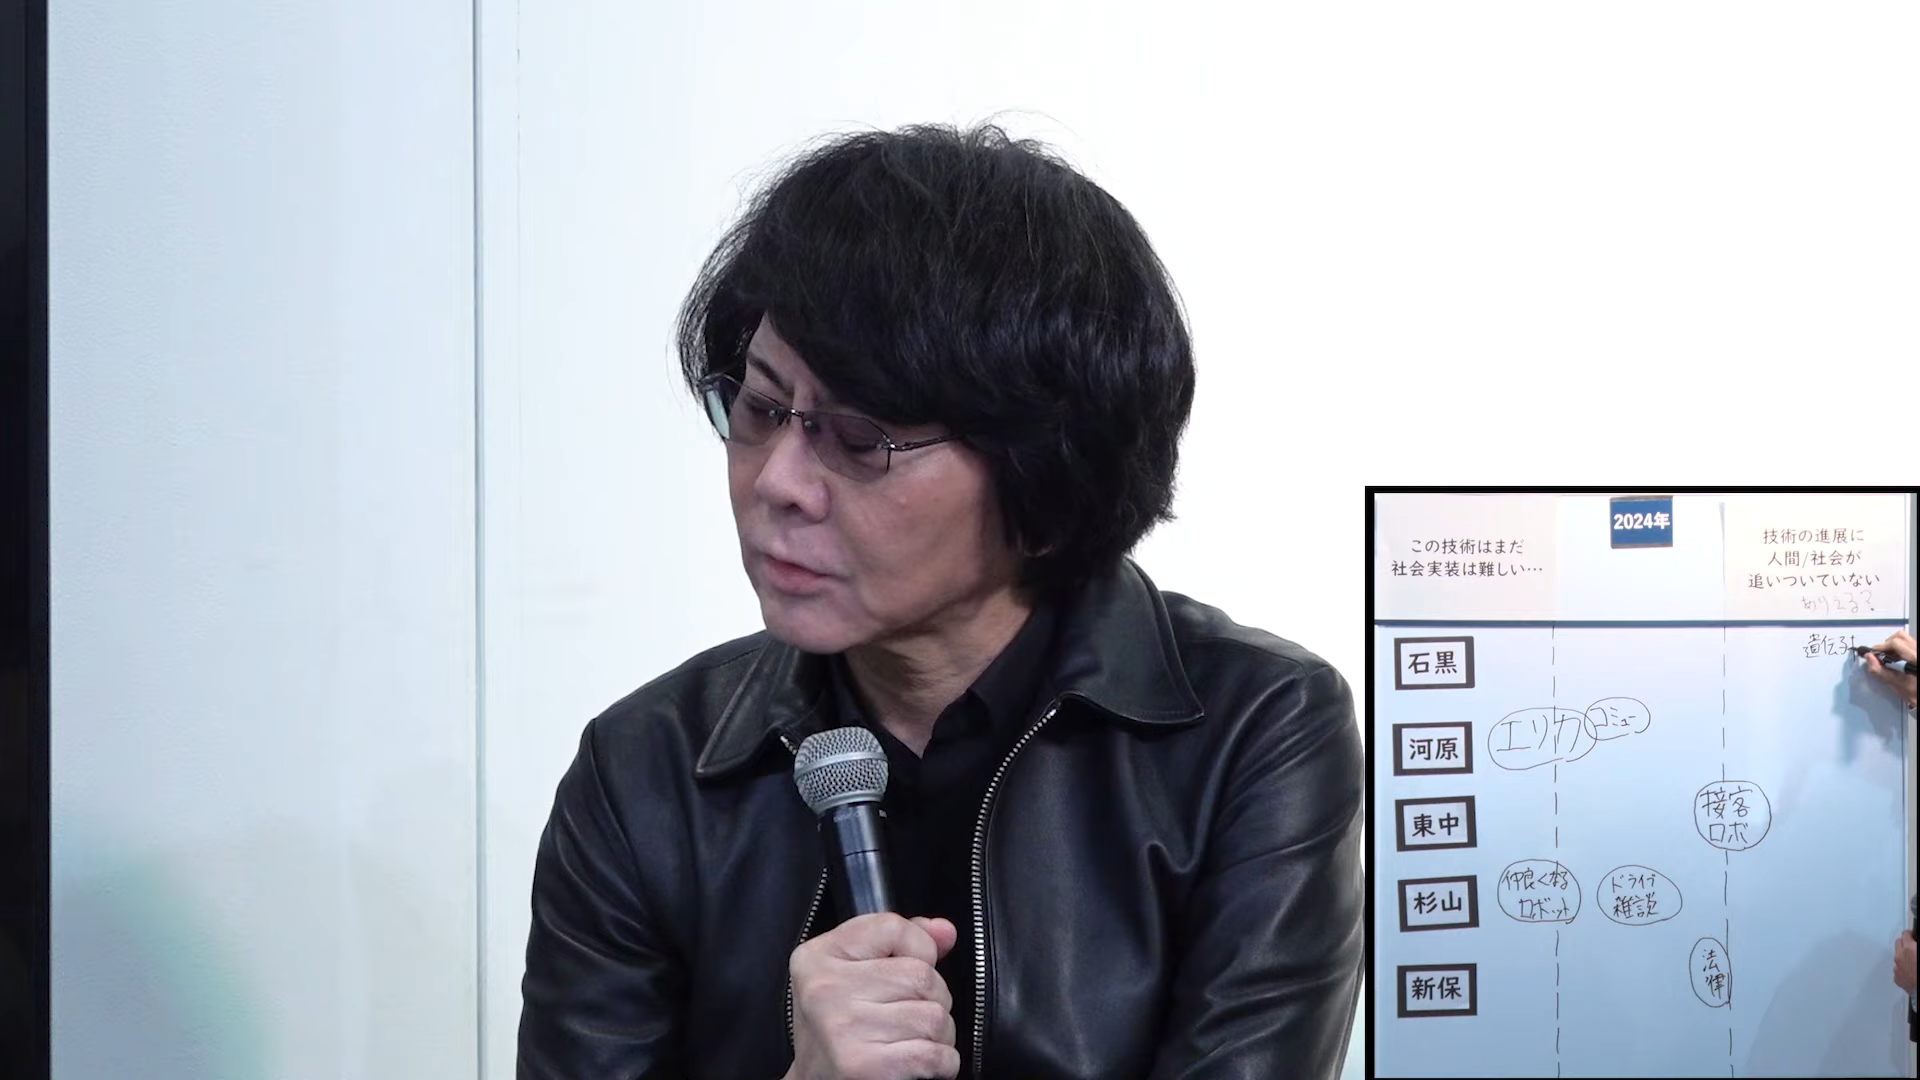 2024年
この技術はまだ
社会実装は難しい…
技術の進展に
人間/社会が
追いついていない
ありえる？
石黒
遺伝子
河原
エリカ
コミュー
東中
接客
ロボ
杉山
仲良くなる
ロボット
ドライブ
雑談
新保
法律